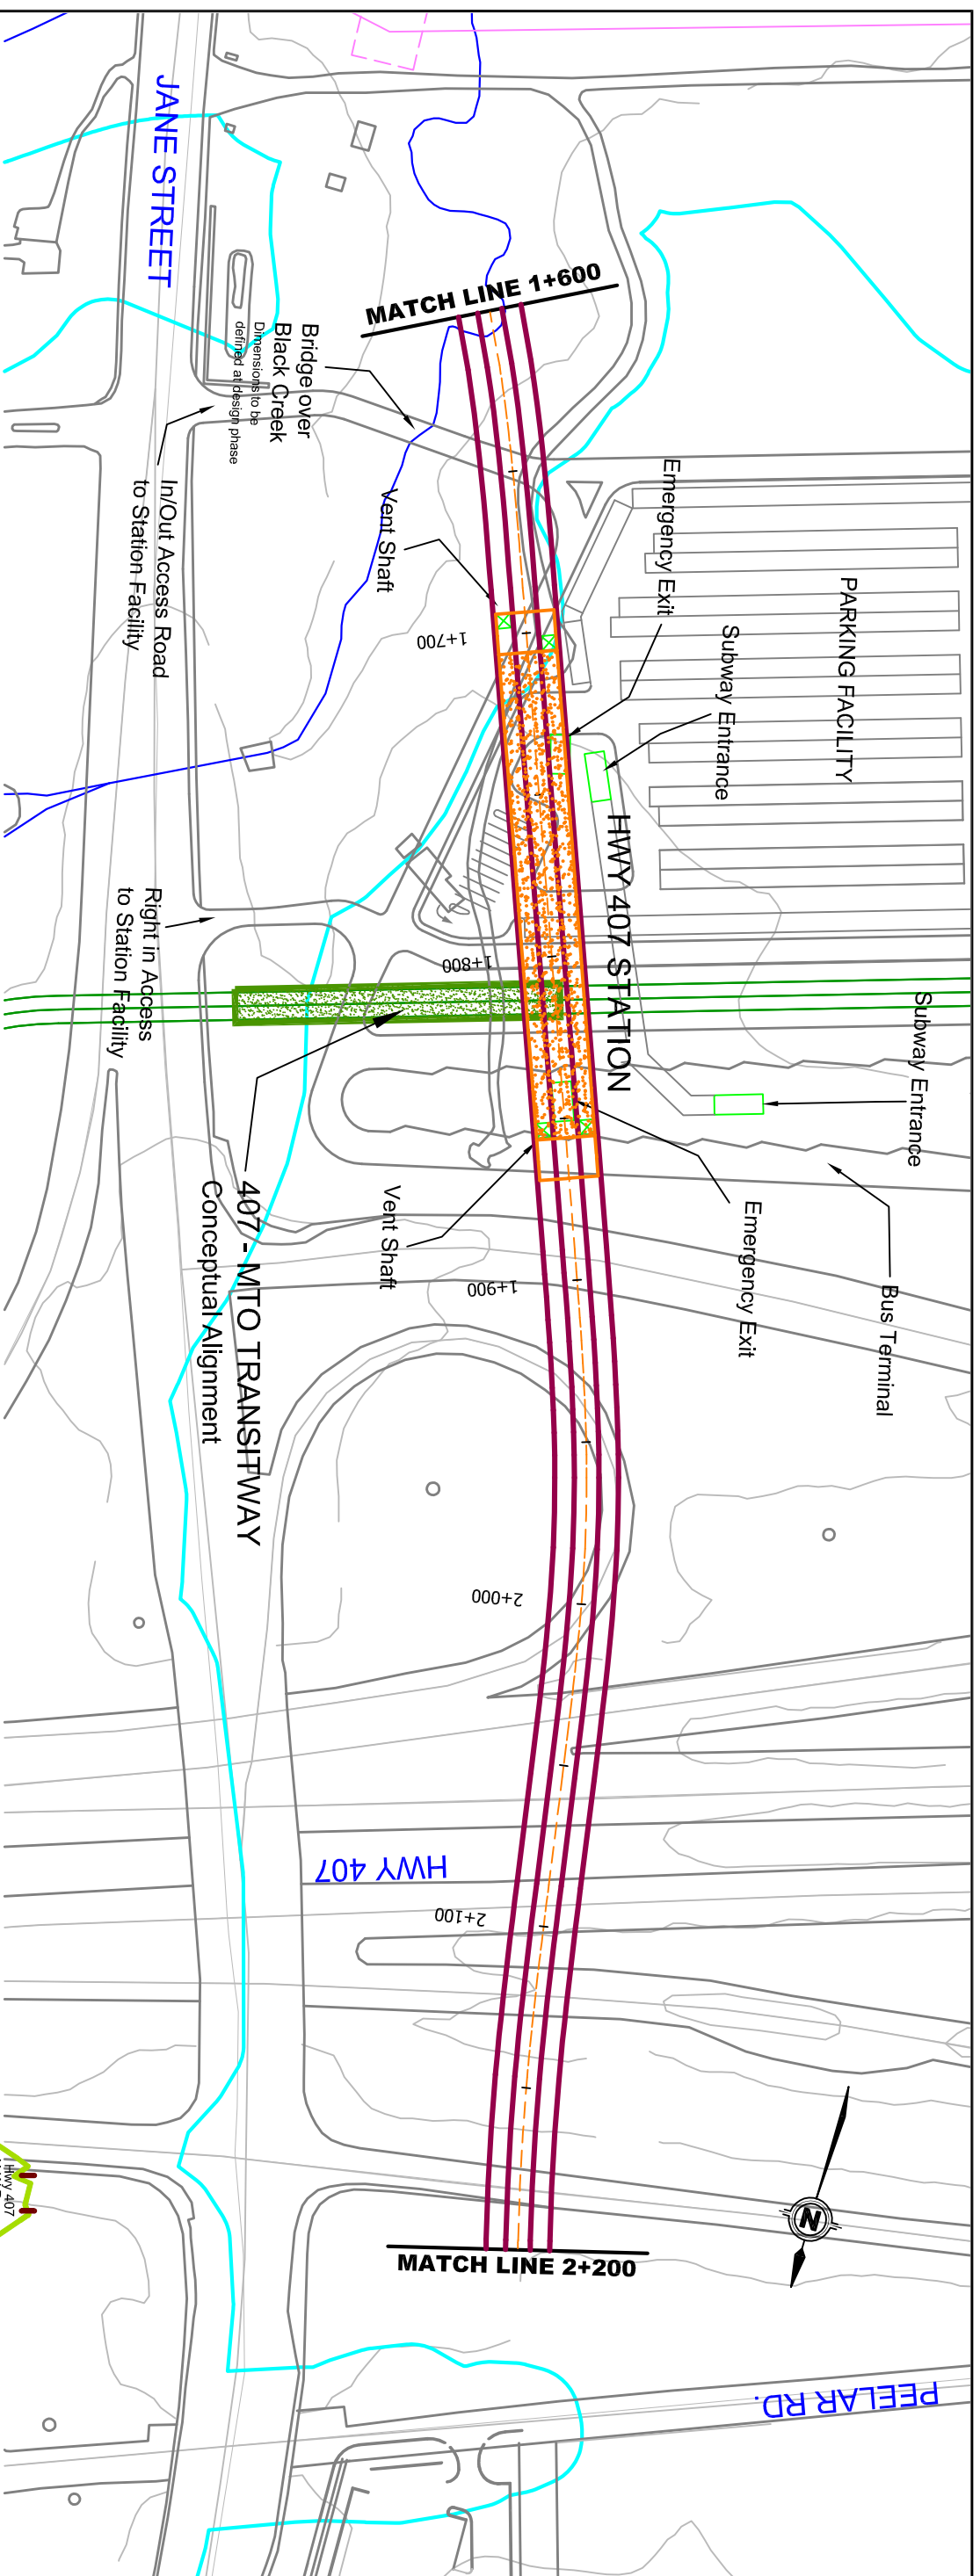 JANE STREET
MATCH LINE 1+600
Bridge over
Black Creek
Dimensions to be
defined at design phase
In/Out Access Road
to Station Facility
Vent Shaft
Emergency Exit
Subway Entrance
PARKING FACILITY
1+700
HWY 407 STATION
1+800
Right in Access
to Station Facility
Subway Entrance
407 - MTO TRANSITWAY
Conceptual Alignment
Vent Shaft
Emergency Exit
Bus Terminal
1+900
2+000
HWY 407
2+100
N
Hwy 407
MATCH LINE 2+200
PEELAR RD.